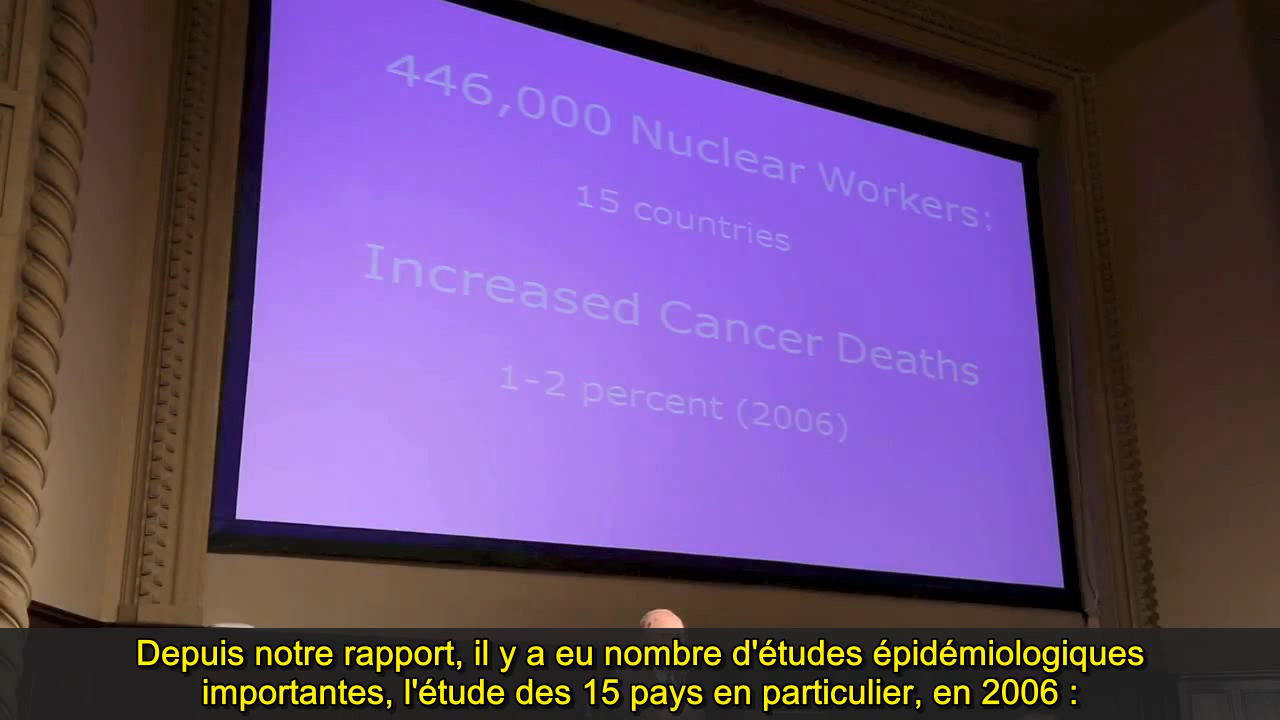 446,000 Nuclear Workers:
15 countries
Increased Cancer Deaths
1-2 percent (2006)
Depuis notre rapport, il y a eu nombre d'études épidémiologiques
importantes, l'étude des 15 pays en particulier, en 2006 :